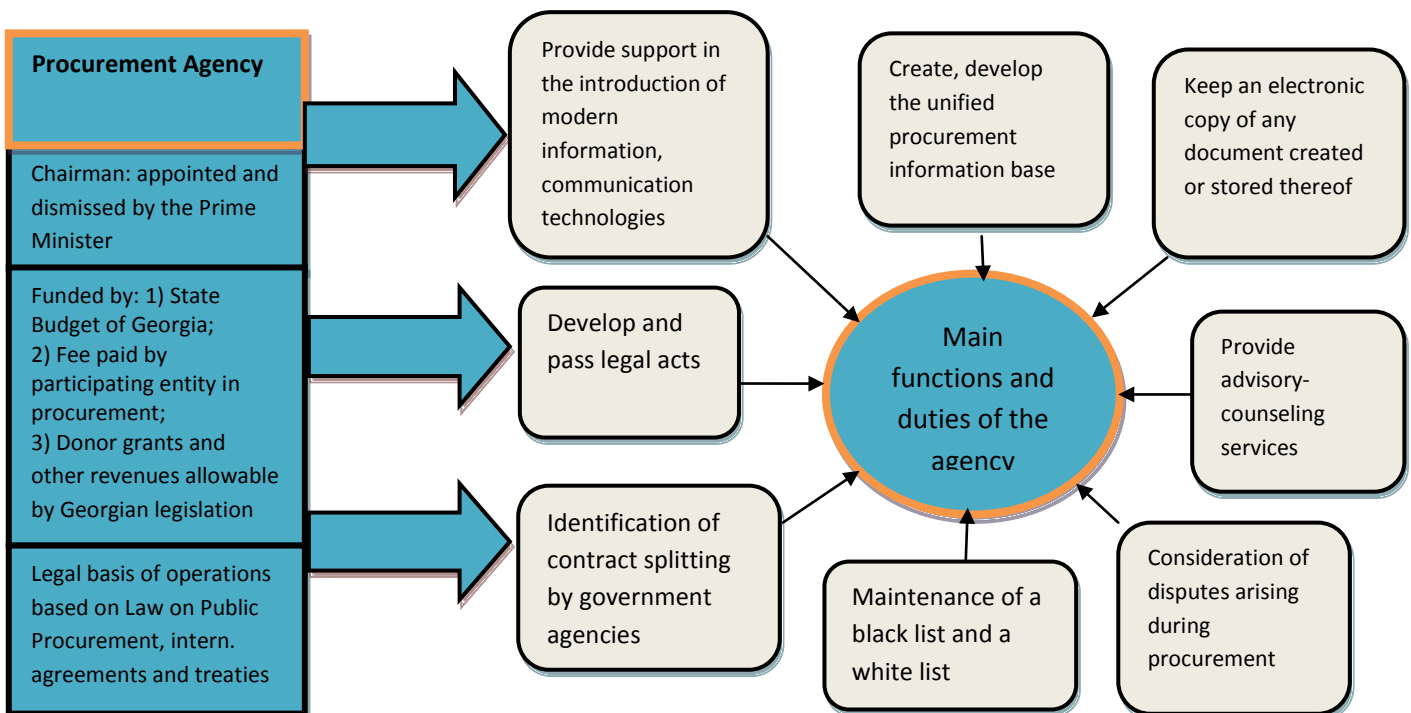 Procurement Agency
Chairman: appointed and
dismissed by the Prime
Minister
Funded by: 1) State
Budget of Georgia;
2) Fee paid by
participating entity in
procurement;
3) Donor grants and
other revenues allowable
by Georgian legislation
Legal basis of operations
based on Law on Public
Procurement, intern.
agreements and treaties
Provide support in
the introduction of
modern
information,
communication
technologies
Develop and
pass legal acts
Identification of
contract splitting
by government
agencies
Create, develop
the unified
procurement
information base
Keep an electronic
copy of any
document created
or stored thereof
Main
functions and
duties of the
agency
Provide
advisory-
counseling
services
Maintenance of a
black list and a
white list
Consideration of
disputes arising
during
procurement